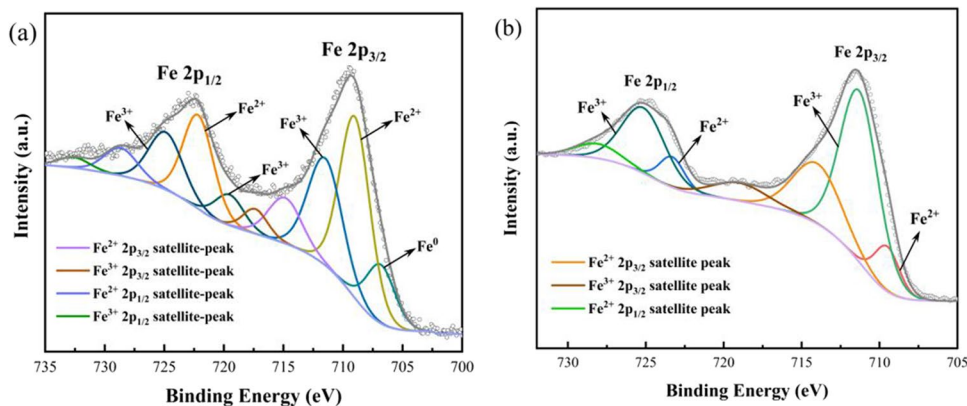 (a)
Intensity (a.u.)
Fe 2p3/2
Fe 2p1/2
Fe3+
Fe2+
Fe3+
Fe2+
Fe3+
Fe0
Fe2+ 2p3/2 satellite-peak
Fe3+ 2p3/2 satellite-peak
Fe2+ 2p1/2 satellite-peak
Fe3+ 2p1/2 satellite-peak
735 730 725 720 715 710 705 700
Binding Energy (eV)
(b)
Intensity (a.u.)
Fe 2p3/2
Fe 2p1/2
Fe3+
Fe3+
Fe2+
Fe2+
Fe2+ 2p3/2 satellite peak
Fe3+ 2p3/2 satellite peak
Fe2+ 2p1/2 satellite peak
730 725 720 715 710 705
Binding Energy (eV)